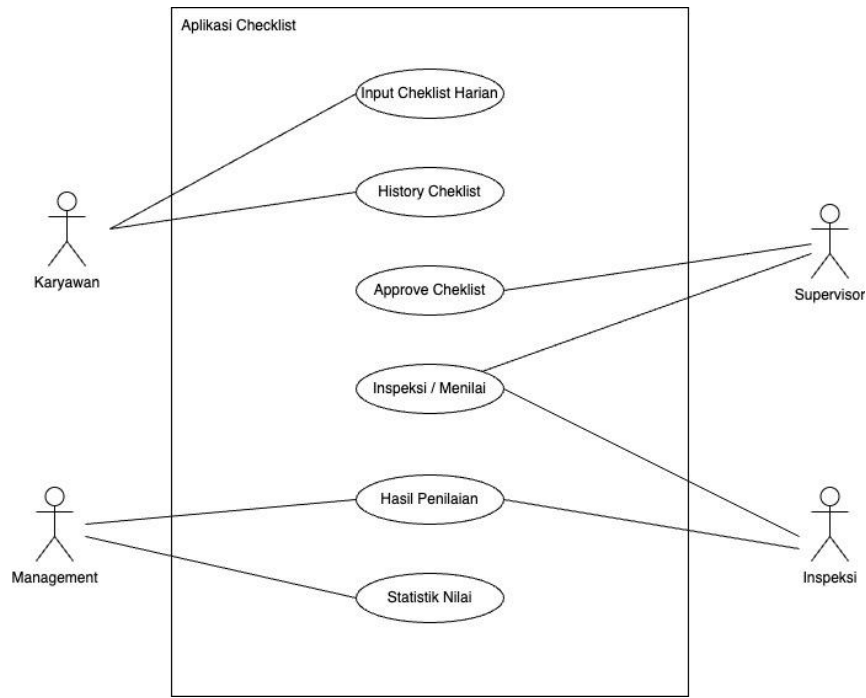 Aplikasi Checklist
Input Cheklist Harian
History Cheklist
Karyawan
Approve Cheklist
Supervisor
Inspeksi / Menilai
Hasil Penilaian
Management
Inspeksi
Statistik Nilai